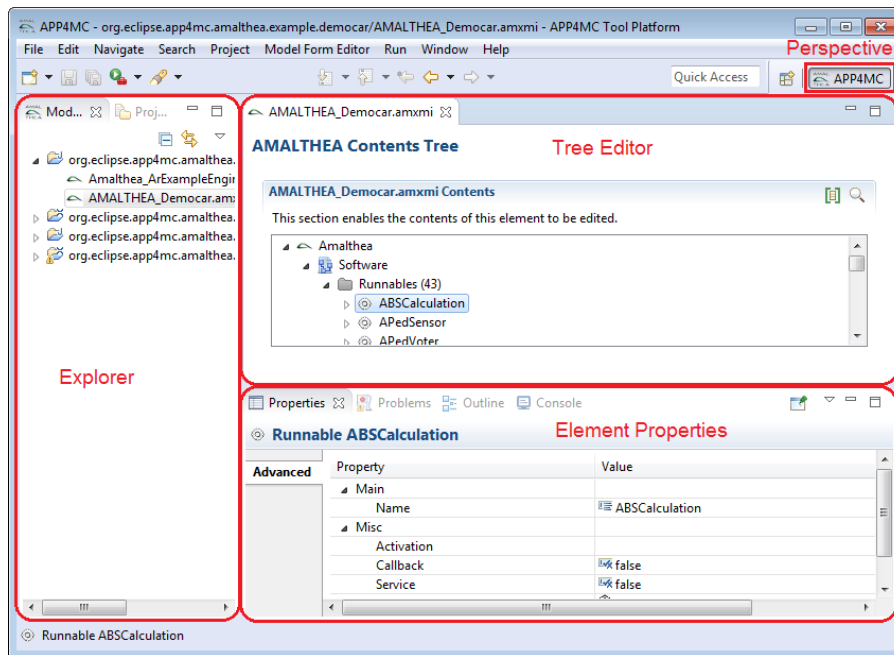 APP4MC - org.eclipse.app4mc.amalthea.example.democar/AMALTHEA_Democar.amxmi - APP4MC Tool Platform
File Edit Navigate Search Project Model Form Editor Run Window Help
Perspective
Quick Access
APP4MC
Mod...
Proj...
org.eclipse.app4mc.amalthea.
Amalthea_ArExampleEngin
AMALTHEA_Democar.amx
org.eclipse.app4mc.amalthea.
org.eclipse.app4mc.amalthea.
org.eclipse.app4mc.amalthea.
Explorer
AMALTHEA_Democar.amxmi
AMALTHEA Contents Tree
Tree Editor
AMALTHEA_Democar.amxmi Contents
This section enables the contents of this element to be edited.
Amalthea
Software
Runnables (43)
ABSCalculation
APedSensor
APedVoter
Properties Problems Outline Console
Runnable ABSCalculation
Element Properties
Advanced
Property Value
Main
Name ABSCalculation
Misc
Activation
Callback false
Service false
Runnable ABSCalculation